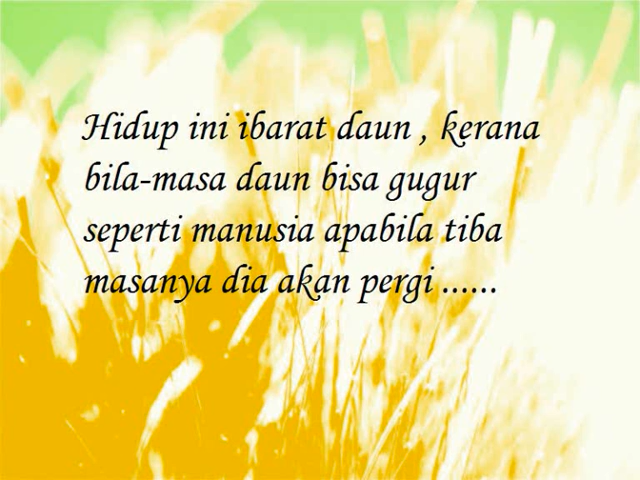 Hidup ini ibarat daun , kerana
bila-masa daun bisa gugur
seperti manusia apabila tiba
masanya dia akan pergi ......